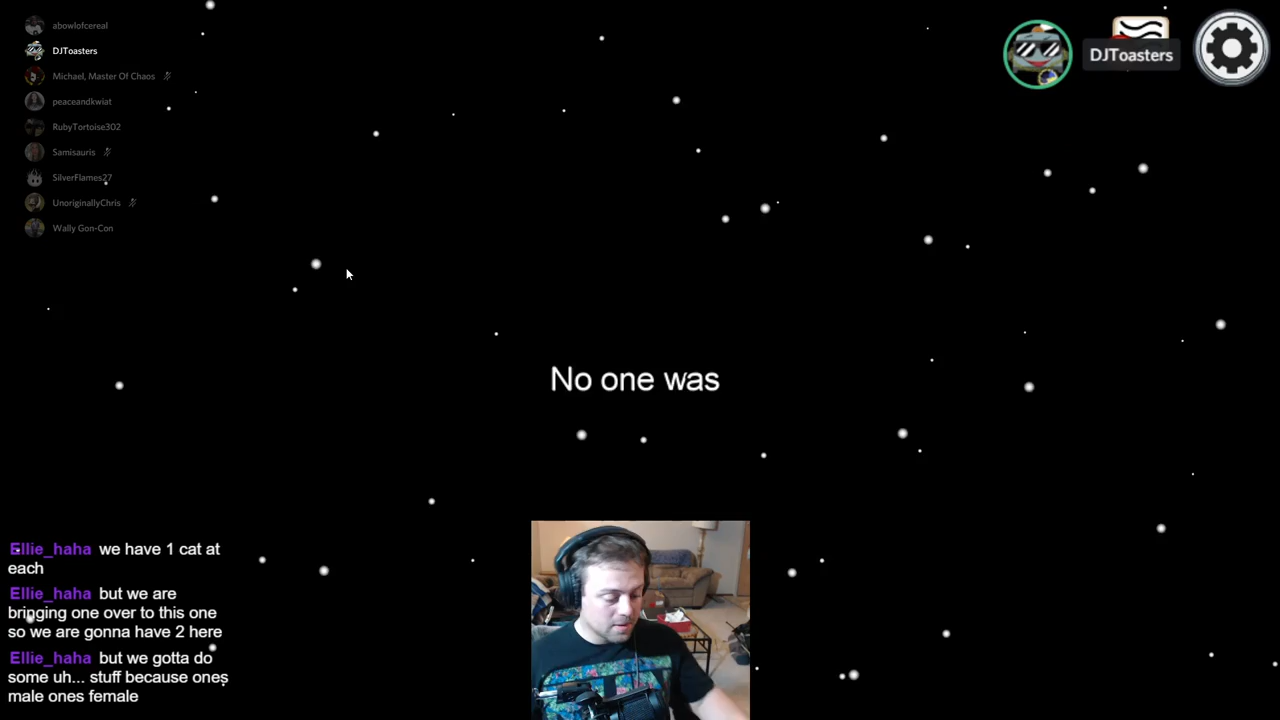 abowlofcereal
DJToasters
Michael, Master Of Chaos
peaceandkwiat
RubyTortoise302
Samisauris
SilverFlames27
UnoriginallyChris
Wally Gon-Con
DJToasters
No one was
Ellie_haha we have 1 cat at
each
Ellie_haha but we are
bringing one over to this one
so we are gonna have 2 here
Ellie_haha but we gotta do
some uh... stuff because ones
male ones female